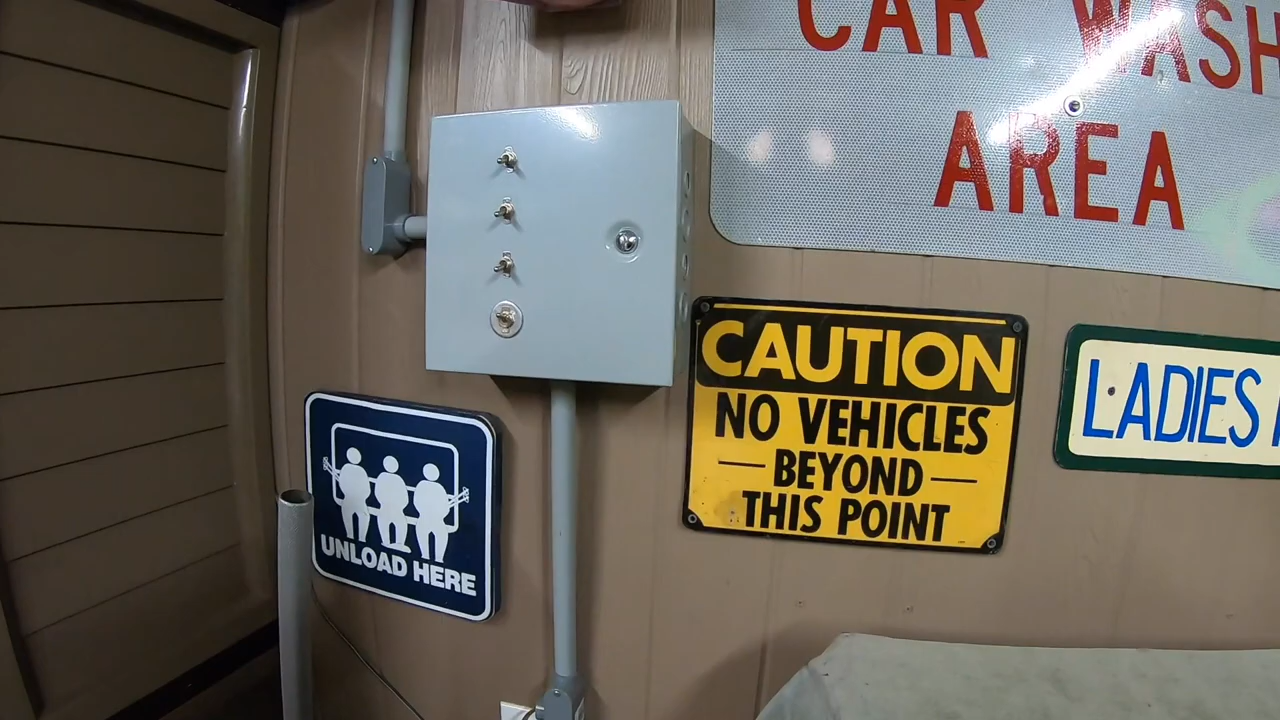 CAR WASH
AREA
CAUTION
NO VEHICLES
BEYOND
THIS POINT
LADIES
UNLOAD HERE